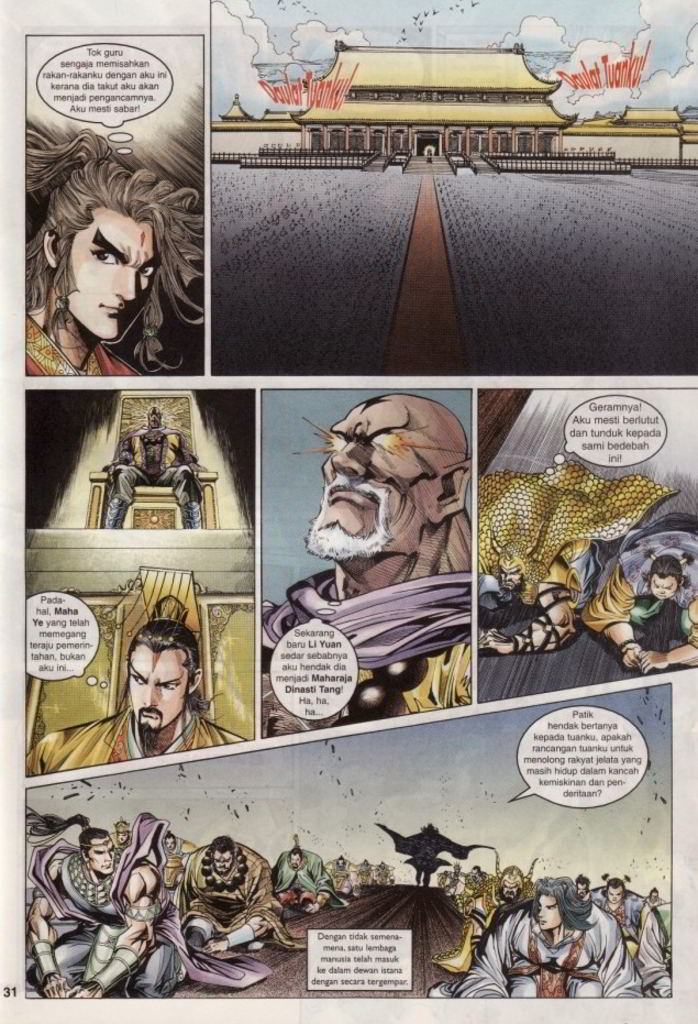 Tok guru
sengaja memisahkan
rakan-rakanku dengan aku ini
kerana dia takut aku akan
menjadi pengancamnya.
Aku mesti sabar!
Daulat Tuanku!
Daulat Tuanku!
Pada-
hal, Maha
Ye yang telah
memegang
teraju pemerin-
tahan, bukan
aku ini...
Sekarang
baru Li Yuan
sedar sebabnya
aku hendak dia
menjadi Maharaja
Dinasti Tang!
Ha, ha,
ha...
Geramnya!
Aku mesti berlutut
dan tunduk kepada
sami bedebah
ini!
Patik
hendak bertanya
kepada tuanku, apakah
rancangan tuanku untuk
menolong rakyat jelata yang
masih hidup dalam kancah
kemiskinan dan pen-
deritaan?
Dengan tidak semena-
mena, satu lembaga
manusia telah masuk
ke dalam dewan istana
dengan secara tergempar.
31